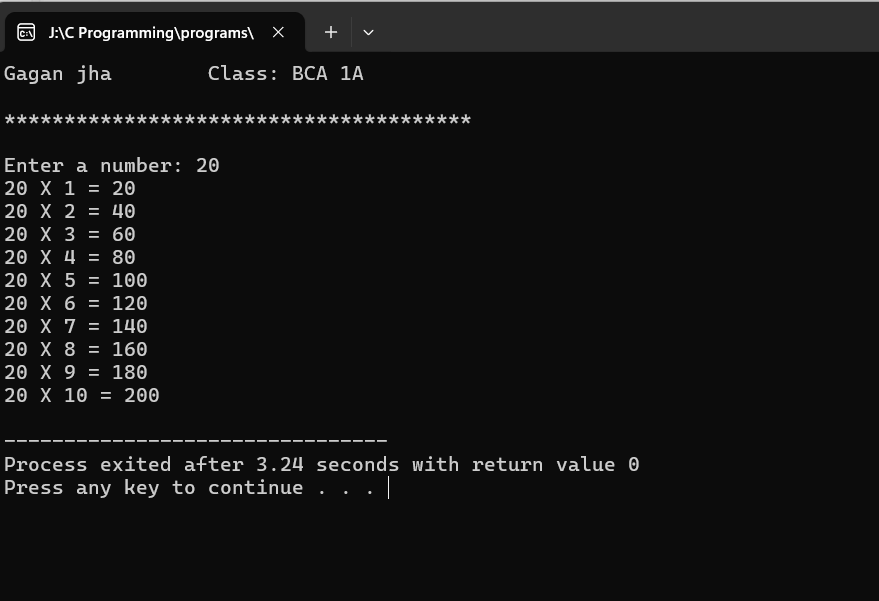 J:\C Programming\programs\
Gagan jha        Class: BCA 1A
***************************************
Enter a number: 20
20 X 1 = 20
20 X 2 = 40
20 X 3 = 60
20 X 4 = 80
20 X 5 = 100
20 X 6 = 120
20 X 7 = 140
20 X 8 = 160
20 X 9 = 180
20 X 10 = 200
--------------------------------
Process exited after 3.24 seconds with return value 0
Press any key to continue . . .